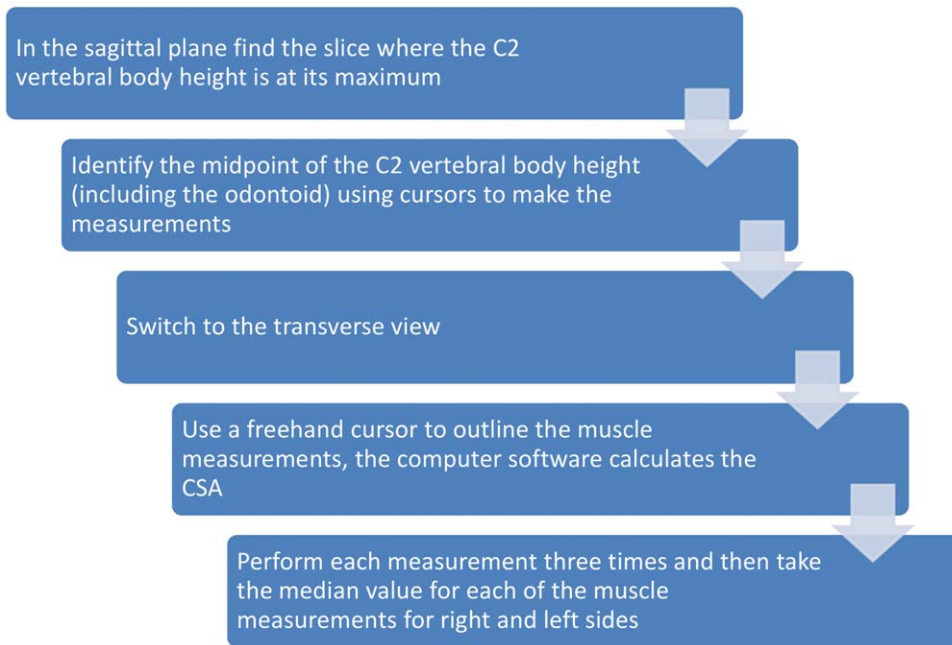 In the sagittal plane find the slice where the C2
vertebral body height is at its maximum
Identify the midpoint of the C2 vertebral body height
(including the odontoid) using cursors to make the
measurements
Switch to the transverse view
Use a freehand cursor to outline the muscle
measurements, the computer software calculates the
CSA
Perform each measurement three times and then take
the median value for each of the muscle
measurements for right and left sides